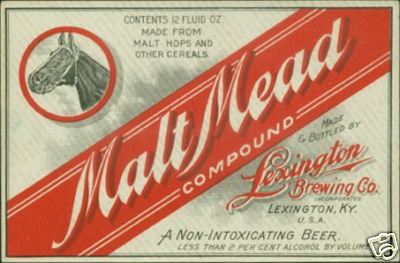 CONTENTS 12 FLUID OZ
MADE FROM
MALT HOPS AND
OTHER CEREALS.
Malt Mead
COMPOUND
MADE
& BOTTLED BY
Lexington
Brewing Co.
INCORPORATED
LEXINGTON, KY.
U.S.A.
A NON-INTOXICATING BEER.
LESS THAN 2 PER CENT ALCOHOL BY VOLUME